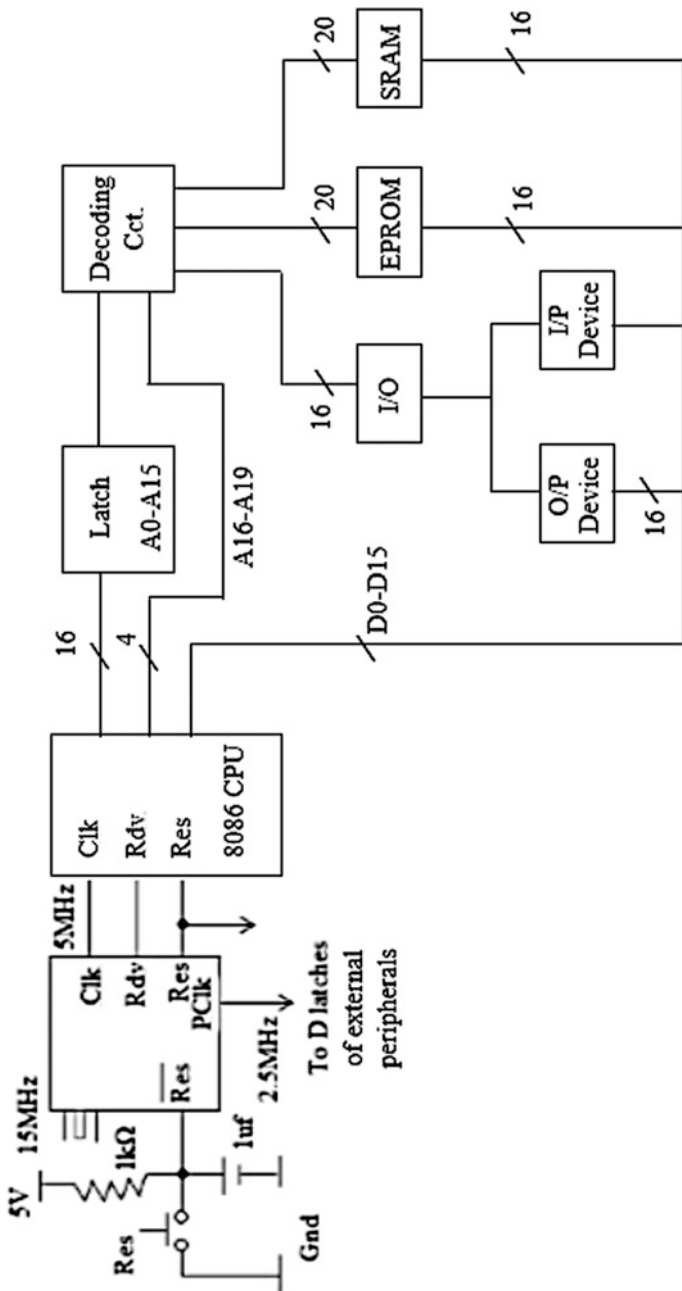 5V
15MHz
1kΩ
Res
Gnd
1uf
Clk
Rdv
Res
PClk
Res
5MHz
2.5MHz
To D latches
of external
peripherals
Clk
Rdv
Res
8086 CPU
16
4
Latch
A0-A15
A16-A19
D0-D15
Decoding
Cct.
16
20
20
I/O
EPROM
SRAM
16
16
O/P
Device
I/P
Device
16